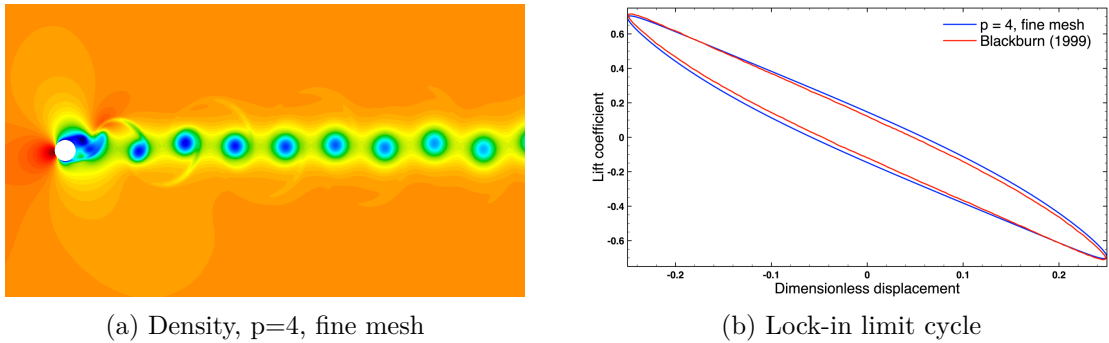 0.6
0.4
0.2
0
-0.2
-0.4
-0.6
Lift coefficient
p = 4, fine mesh
Blackburn (1999)
-0.2
-0.1
0
0.1
0.2
Dimensionless displacement
(a) Density, p=4, fine mesh
(b) Lock-in limit cycle